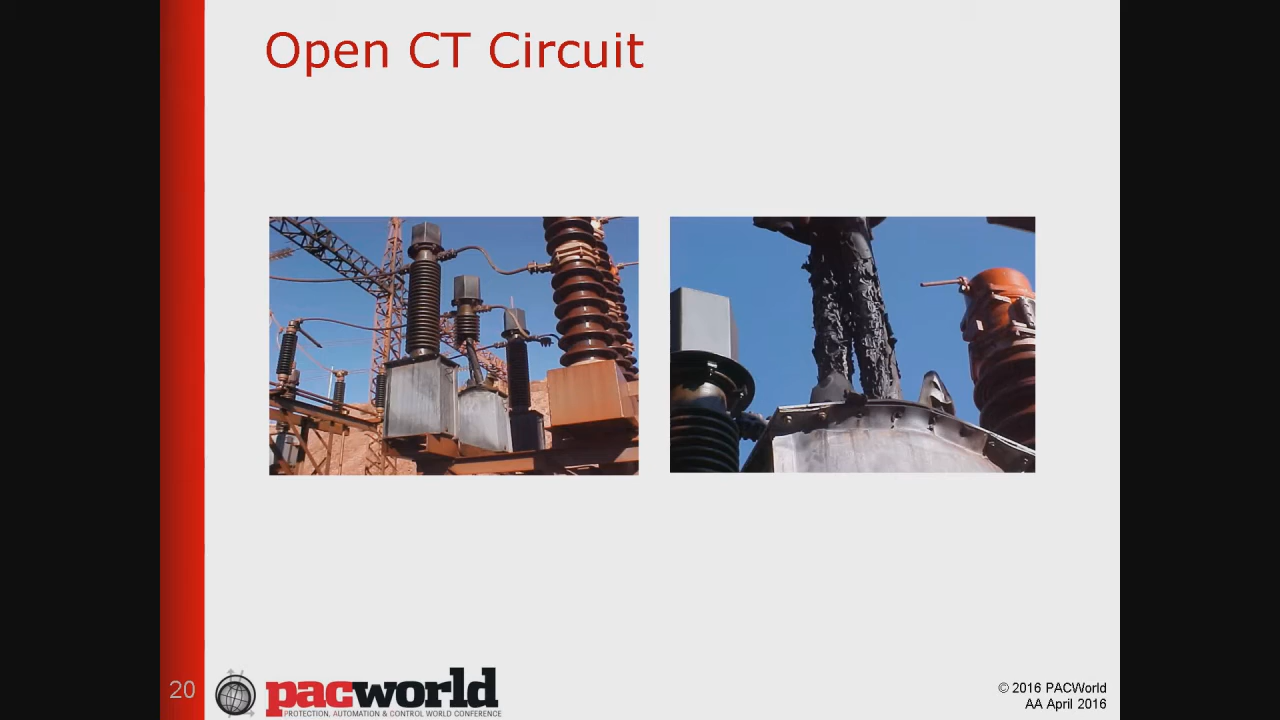 Open CT Circuit
20
pacworld
PROTECTION, AUTOMATION & CONTROL WORLD CONFERENCE
© 2016 PACWorld
AA April 2016